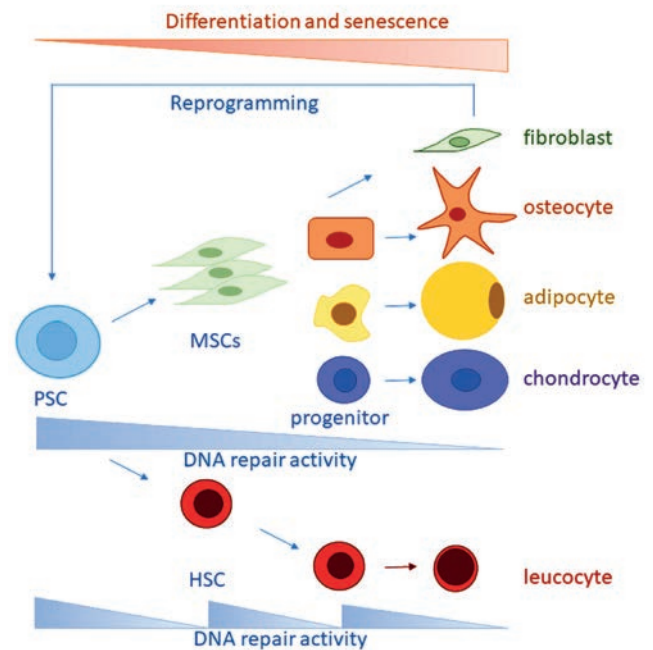 Differentiation and senescence
Reprogramming
fibroblast
osteocyte
adipocyte
MSCs
chondrocyte
PSC
progenitor
DNA repair activity
HSC
leucocyte
DNA repair activity